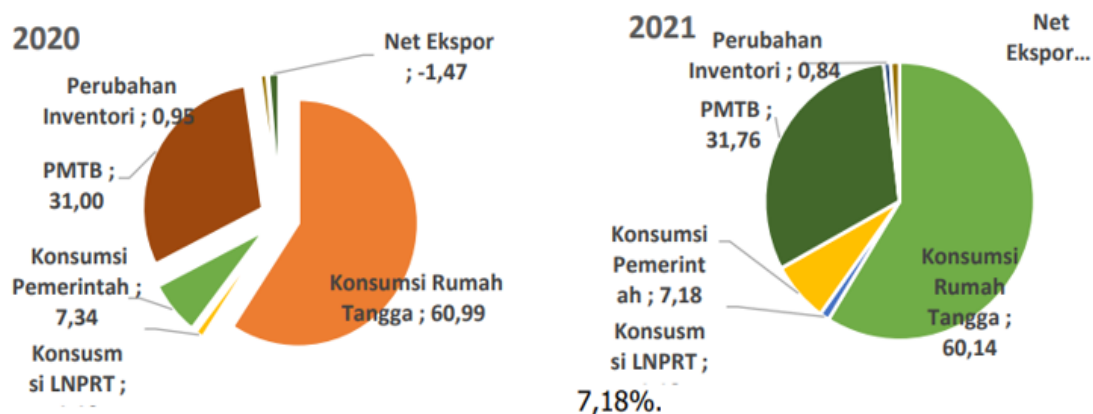 2020
Net Ekspor
; -1,47
Perubahan
Inventori ; 0,95
PMTB ;
31,00
Konsumsi
Pemerintah ;
7,34
Konsusm
si LNPRT ;
Konsumsi Rumah
Tangga ; 60,99
2021
Net
Ekspor...
Perubahan
Inventori ; 0,84
PMTB ;
31,76
Konsumsi
Pemerint
ah ; 7,18
Konsusm
si LNPRT ;
Konsumsi
Rumah
Tangga ;
60,14
7,18%.